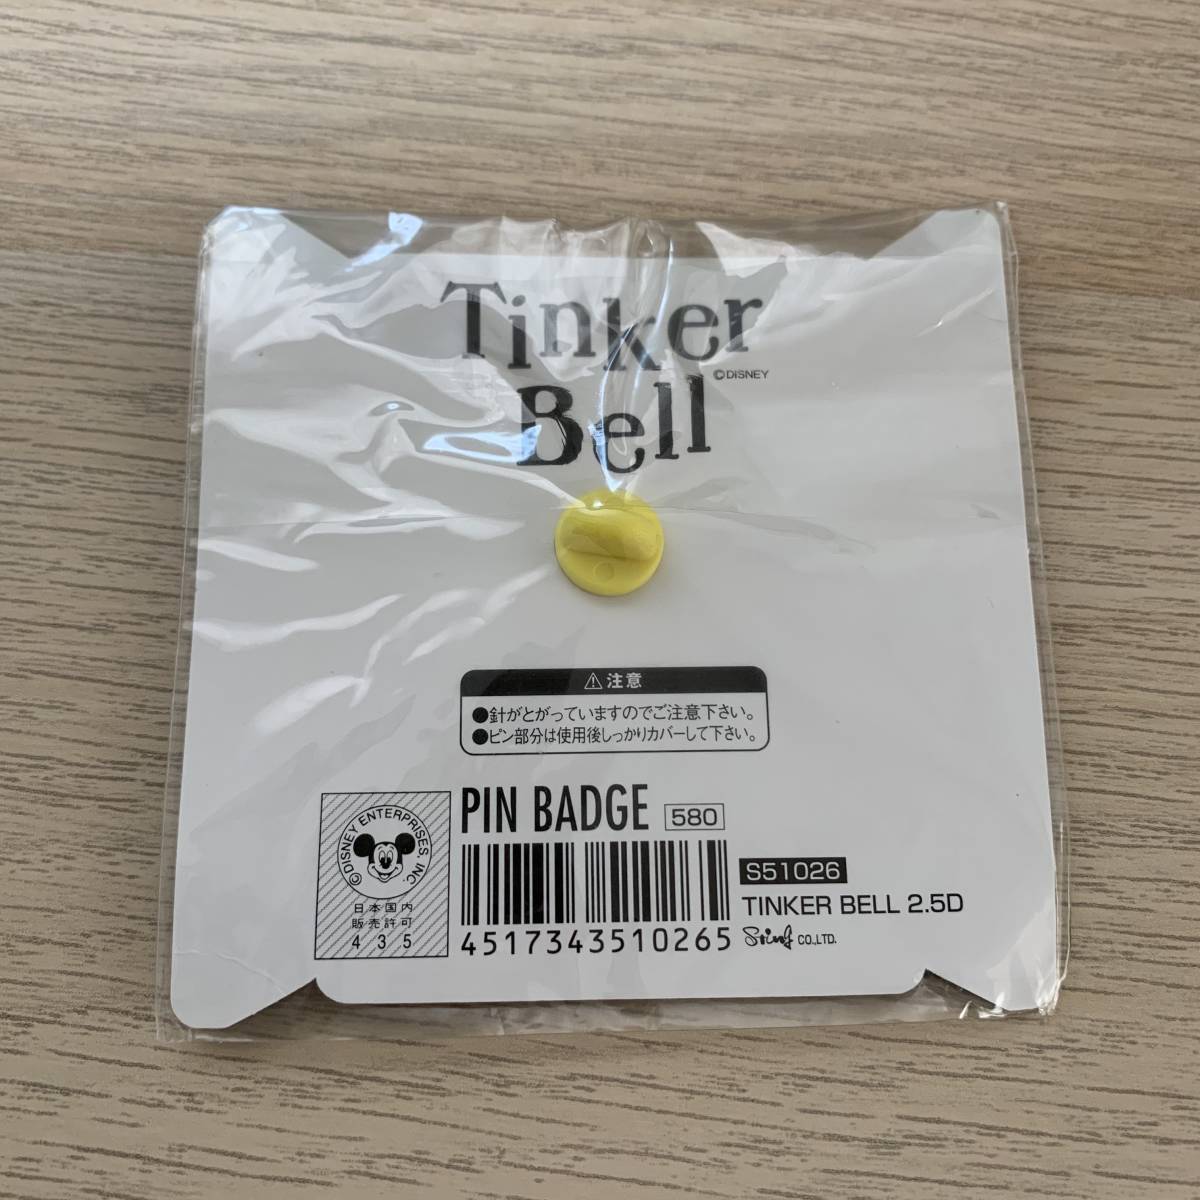 Tinker
©DISNEY
Bell
⚠注意
●針がとがっていますのでご注意下さい。
●ピン部分は使用後しっかりカバーして下さい。
PIN BADGE 580
© DISNEY ENTERPRISES, INC.
日本国内
販売許可
435
S51026
TINKER BELL 2.5D
4517343510265
CO.,LTD.